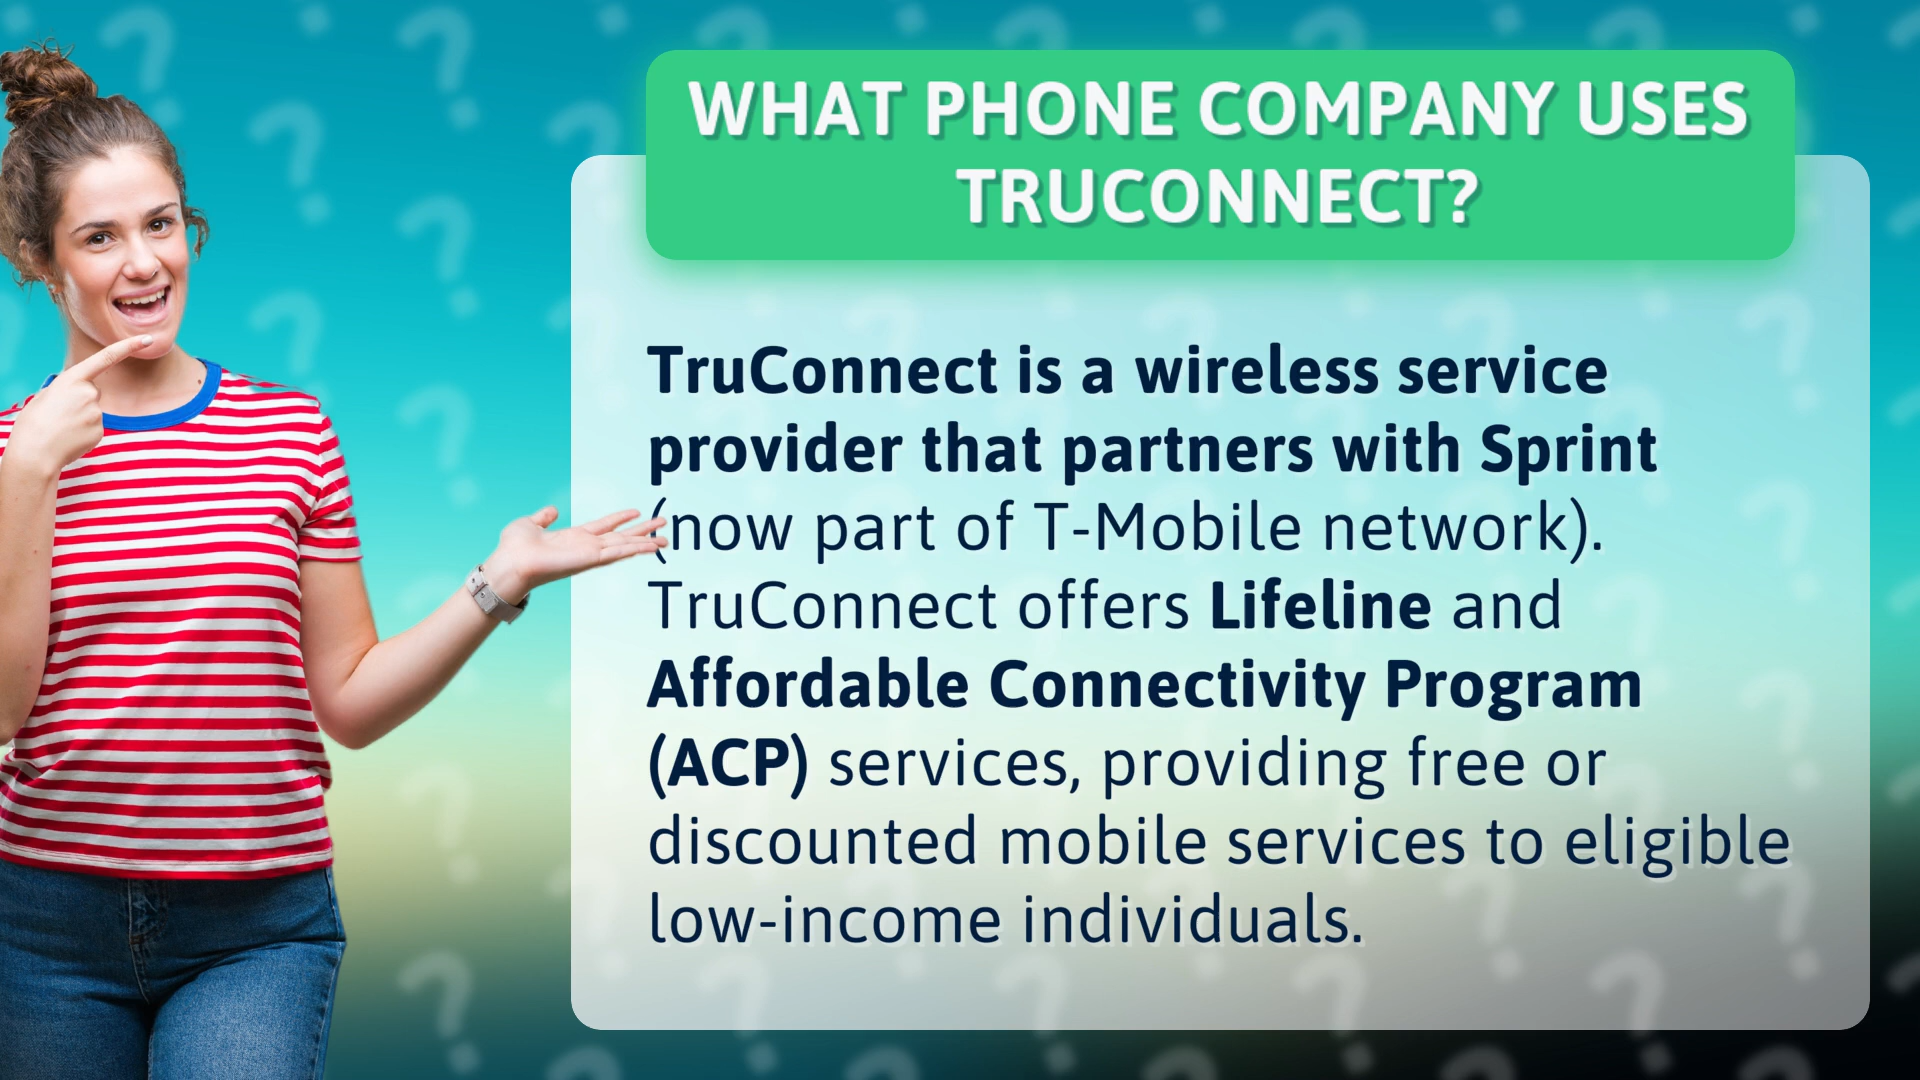 WHAT PHONE COMPANY USES
TRUCONNECT?
TruConnect is a wireless service
provider that partners with Sprint
(now part of T-Mobile network).
TruConnect offers Lifeline and
Affordable Connectivity Program
(ACP) services, providing free or
discounted mobile services to eligible
low-income individuals.